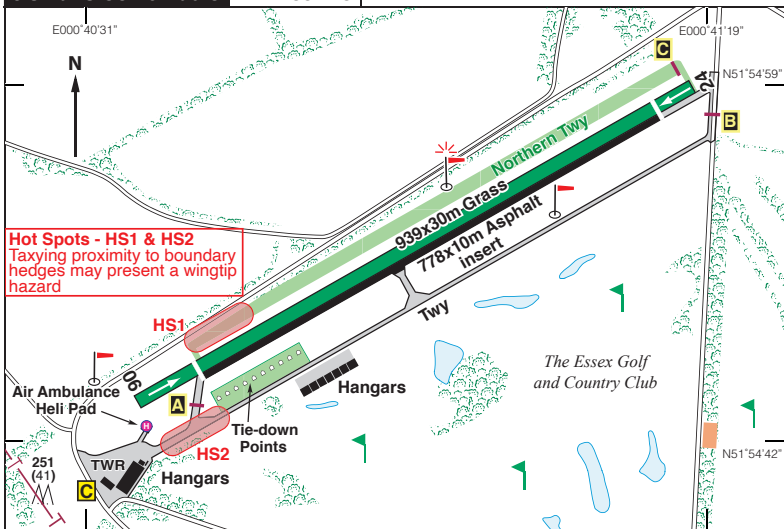 E000°40'31"
E000°41'19"
N
C
24
N51°54'59"
B
Northern Twy
939x30m Grass
778x10m Asphalt
insert
Hot Spots - HS1 & HS2
Taxying proximity to boundary
hedges may present a wingtip
hazard
HS1
Twy
The Essex Golf
and Country Club
06
Air Ambulance
Heli Pad
A
Hangars
H
HS2
Tie-down
Points
251
(41)
TWR
Hangars
C
N51°54'42"